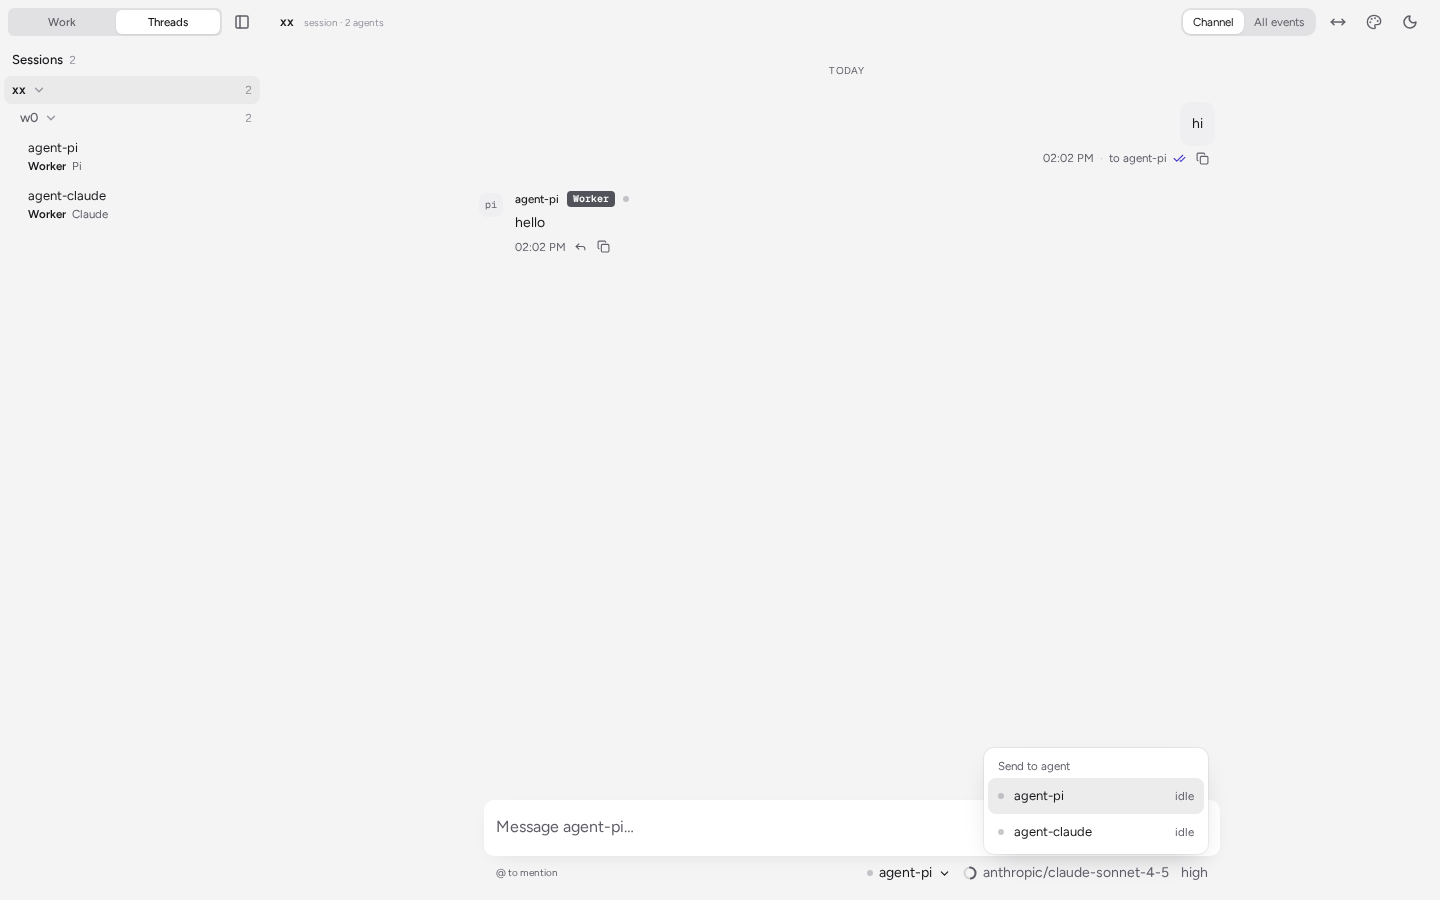 Work
Threads
xx session · 2 agents
Channel
All events
Sessions 2
xx 2
w0 2
agent-pi
Worker Pi
agent-claude
Worker Claude
TODAY
hi
02:02 PM · to agent-pi
pi
agent-pi Worker
hello
02:02 PM
Send to agent
agent-pi idle
agent-claude idle
Message agent-pi...
@ to mention
agent-pi
anthropic/claude-sonnet-4-5 high